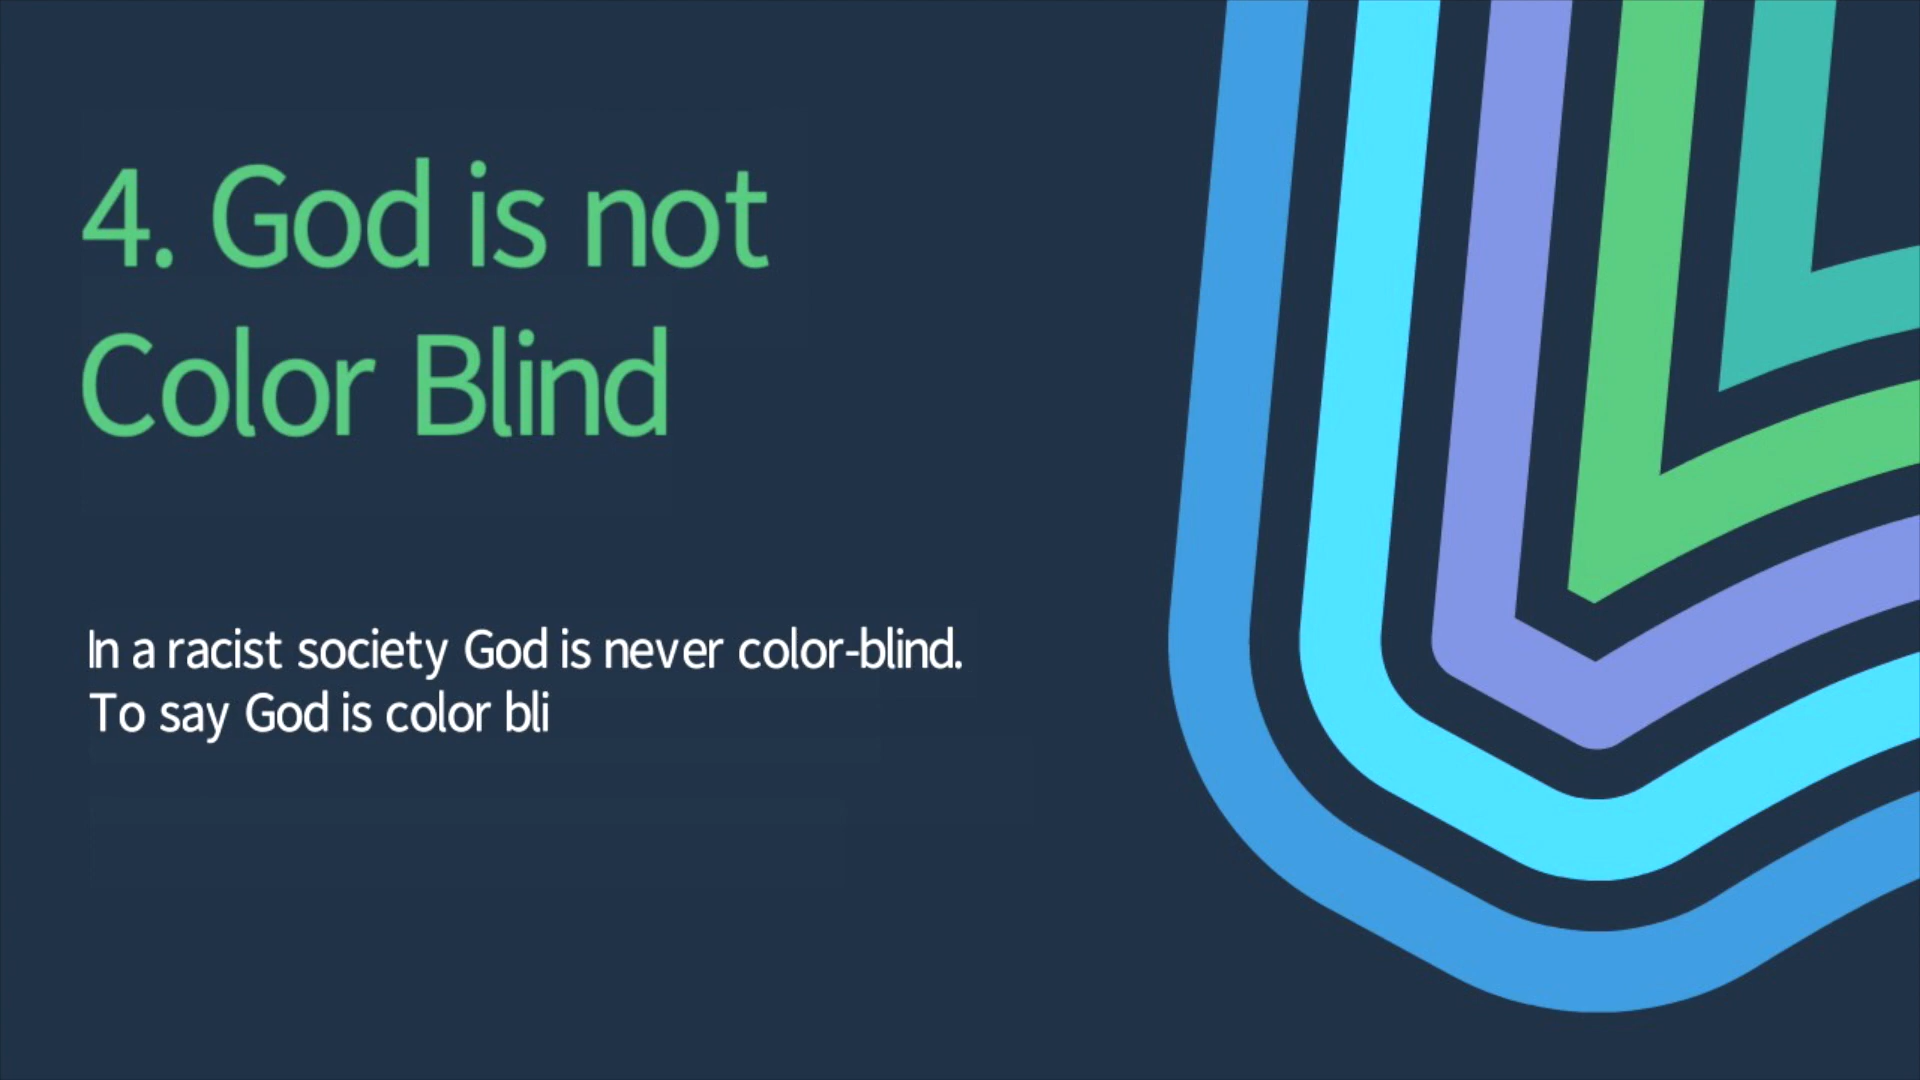 4. God is not
Color Blind
In a racist society God is never color-blind.
To say God is color bli